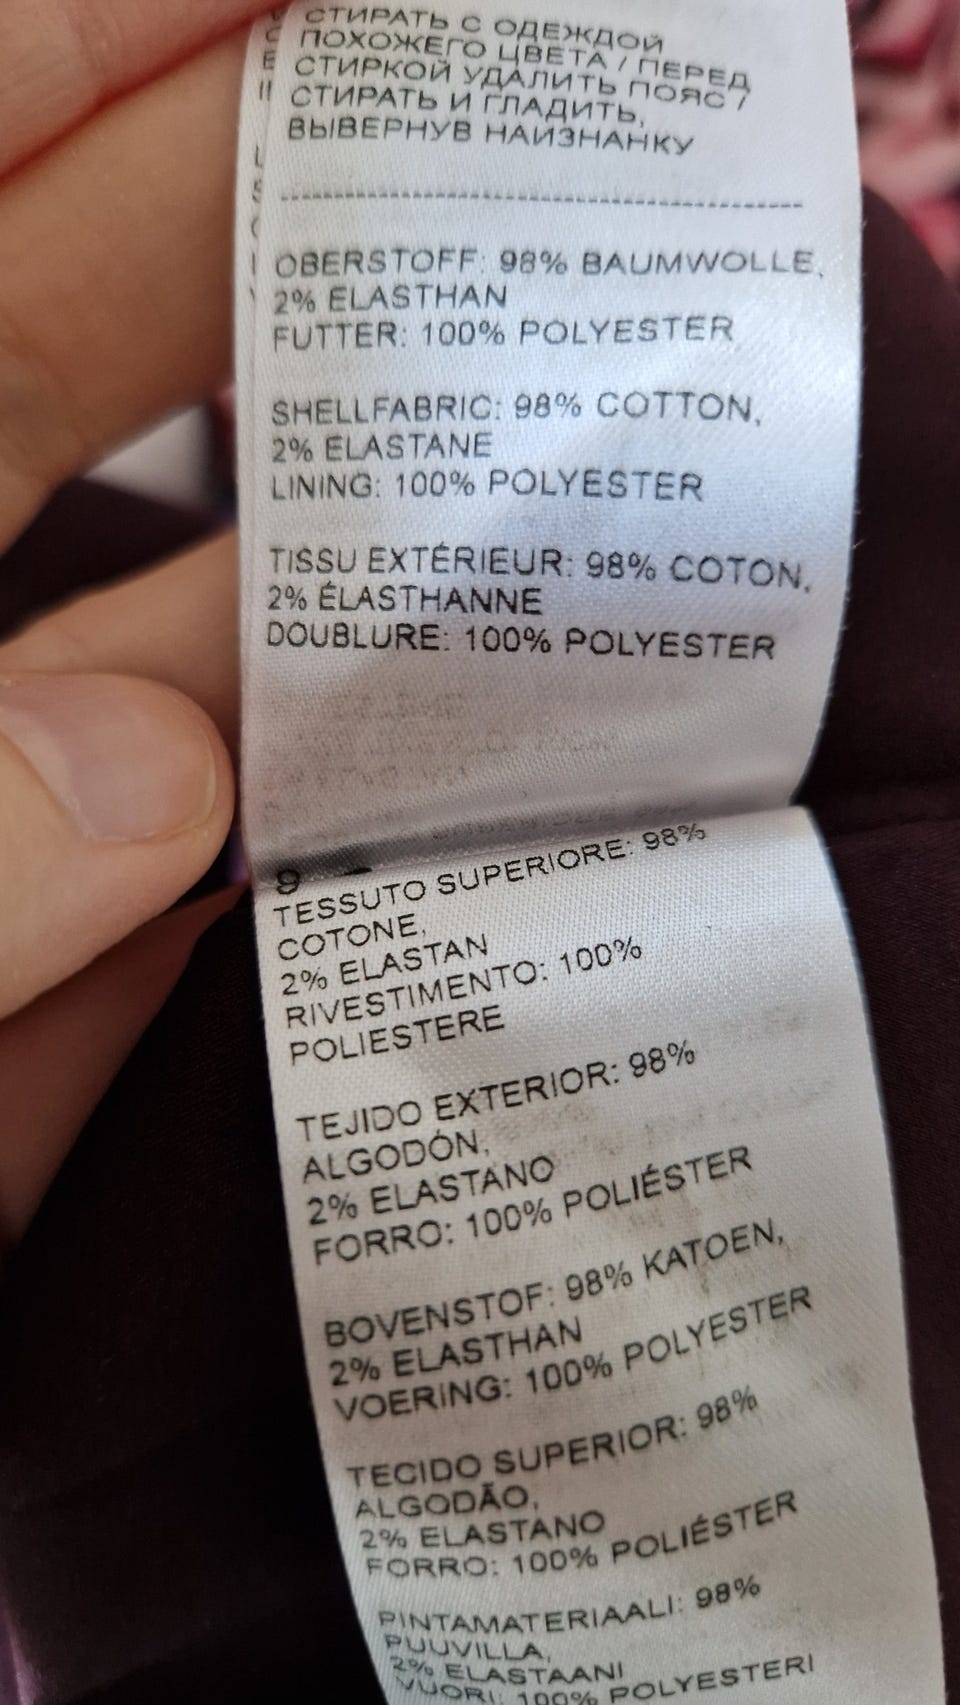 СТИРАТЬ С ОДЕЖДОЙ
ПОХОЖЕГО ЦВЕТА / ПЕРЕД
СТИРКОЙ УДАЛИТЬ ПОЯС /
СТИРАТЬ И ГЛАДИТЬ,
ВЫВЕРНУВ НАИЗНАНКУ
OBERSTOFF: 98% BAUMWOLLE,
2% ELASTHAN
FUTTER: 100% POLYESTER
SHELLFABRIC: 98% COTTON,
2% ELASTANE
LINING: 100% POLYESTER
TISSU EXTÉRIEUR: 98% COTON,
2% ÉLASTHANNE
DOUBLURE: 100% POLYESTER
9
TESSUTO SUPERIORE: 98%
COTONE,
2% ELASTAN
RIVESTIMENTO: 100%
POLIESTERE
TEJIDO EXTERIOR: 98%
ALGODÓN,
2% ELASTANO
FORRO: 100% POLIÉSTER
BOVENSTOF: 98% KATOEN,
2% ELASTHAN
VOERING: 100% POLYESTER
TECIDO SUPERIOR: 98%
ALGODÃO,
2% ELASTANO
FORRO: 100% POLIÉSTER
PINTAMATERIAALI: 98%
PUUVILLA,
2% ELASTAANI
VUORI: 100% POLYESTERI